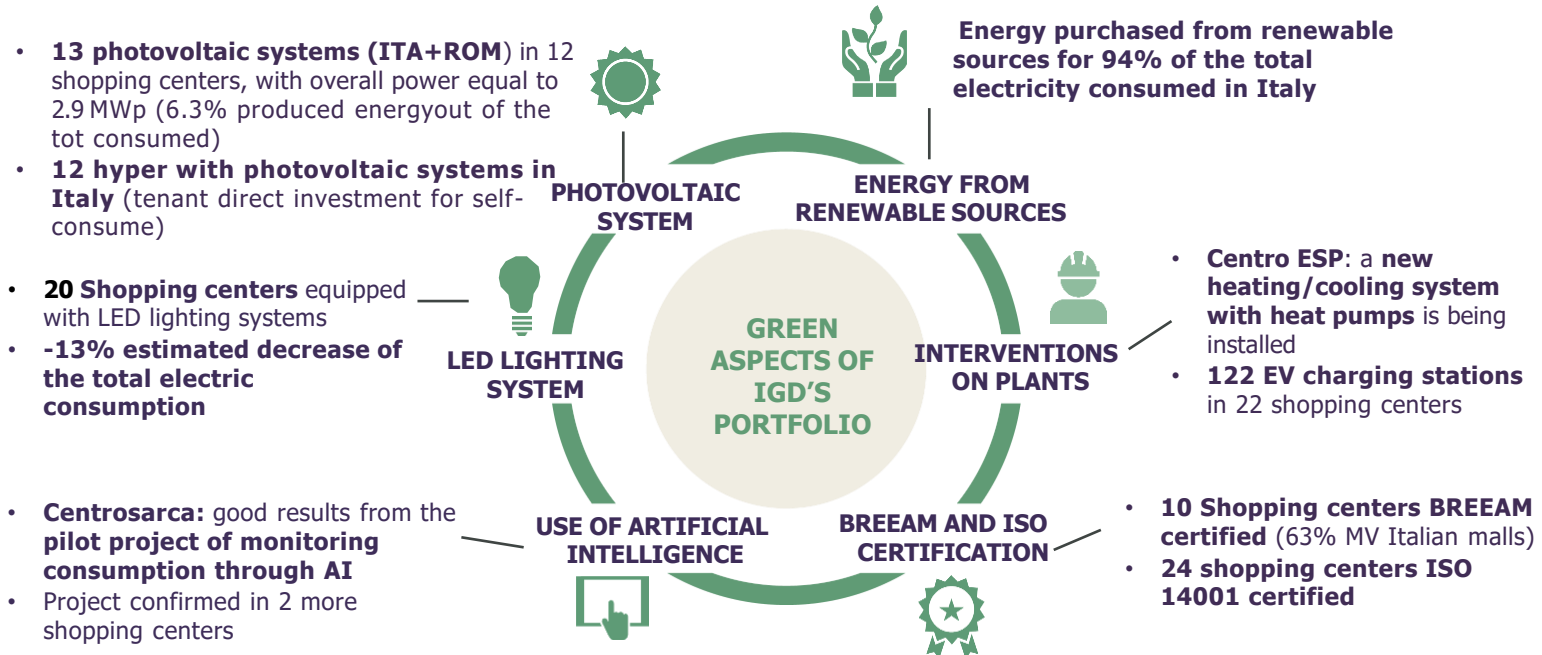 • 13 photovoltaic systems (ITA+ROM) in 12
shopping centers, with overall power equal to
2.9 MWp (6.3% produced energyout of the
tot consumed)
• 12 hyper with photovoltaic systems in
Italy (tenant direct investment for self-
consume)
Energy purchased from renewable
sources for 94% of the total
electricity consumed in Italy
PHOTOVOLTAIC
SYSTEM
ENERGY FROM
RENEWABLE SOURCES
• 20 Shopping centers equipped
with LED lighting systems
• -13% estimated decrease of
the total electric
consumption
LED LIGHTING
SYSTEM
GREEN
ASPECTS OF
IGD’S
PORTFOLIO
INTERVENTIONS
ON PLANTS
• Centro ESP: a new
heating/cooling system
with heat pumps is being
installed
• 122 EV charging stations
in 22 shopping centers
• Centrosarca: good results from the
pilot project of monitoring
consumption through AI
• Project confirmed in 2 more
shopping centers
USE OF ARTIFICIAL
INTELLIGENCE
BREEAM AND ISO
CERTIFICATION
• 10 Shopping centers BREEAM
certified (63% MV Italian malls)
• 24 shopping centers ISO
14001 certified